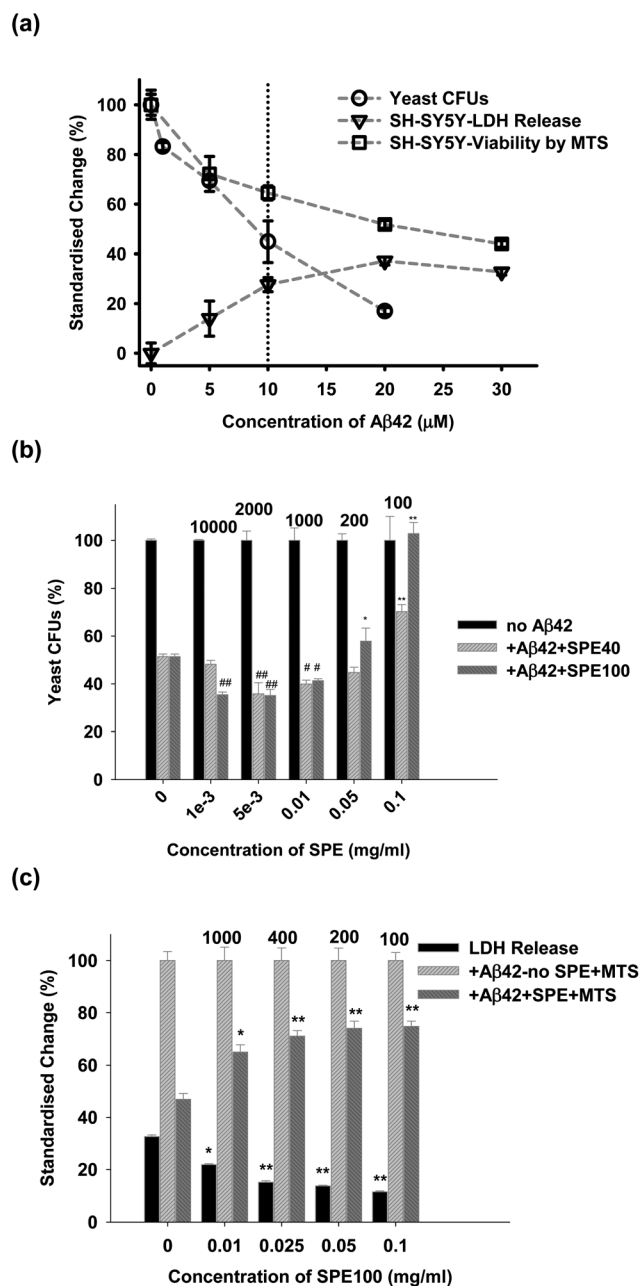 (a)
Standardised Change (%)
100
80
60
40
20
0
Yeast CFUs
SH-SY5Y-LDH Release
SH-SY5Y-Viability by MTS
0 5 10 15 20 25 30
Concentration of Aβ42 (μM)
(b)
Yeast CFUs (%)
100
80
60
40
20
0
10000 2000 1000 200 100
## ## ## # # * ** **
no Aβ42
+Aβ42+SPE40
+Aβ42+SPE100
0 1e-3 5e-3 0.01 0.05 0.1
Concentration of SPE (mg/ml)
(c)
Standardised Change (%)
100
80
60
40
20
0
1000 400 200 100
* ** ** **
* ** ** **
LDH Release
+Aβ42-no SPE+MTS
+Aβ42+SPE+MTS
0 0.01 0.025 0.05 0.1
Concentration of SPE100 (mg/ml)